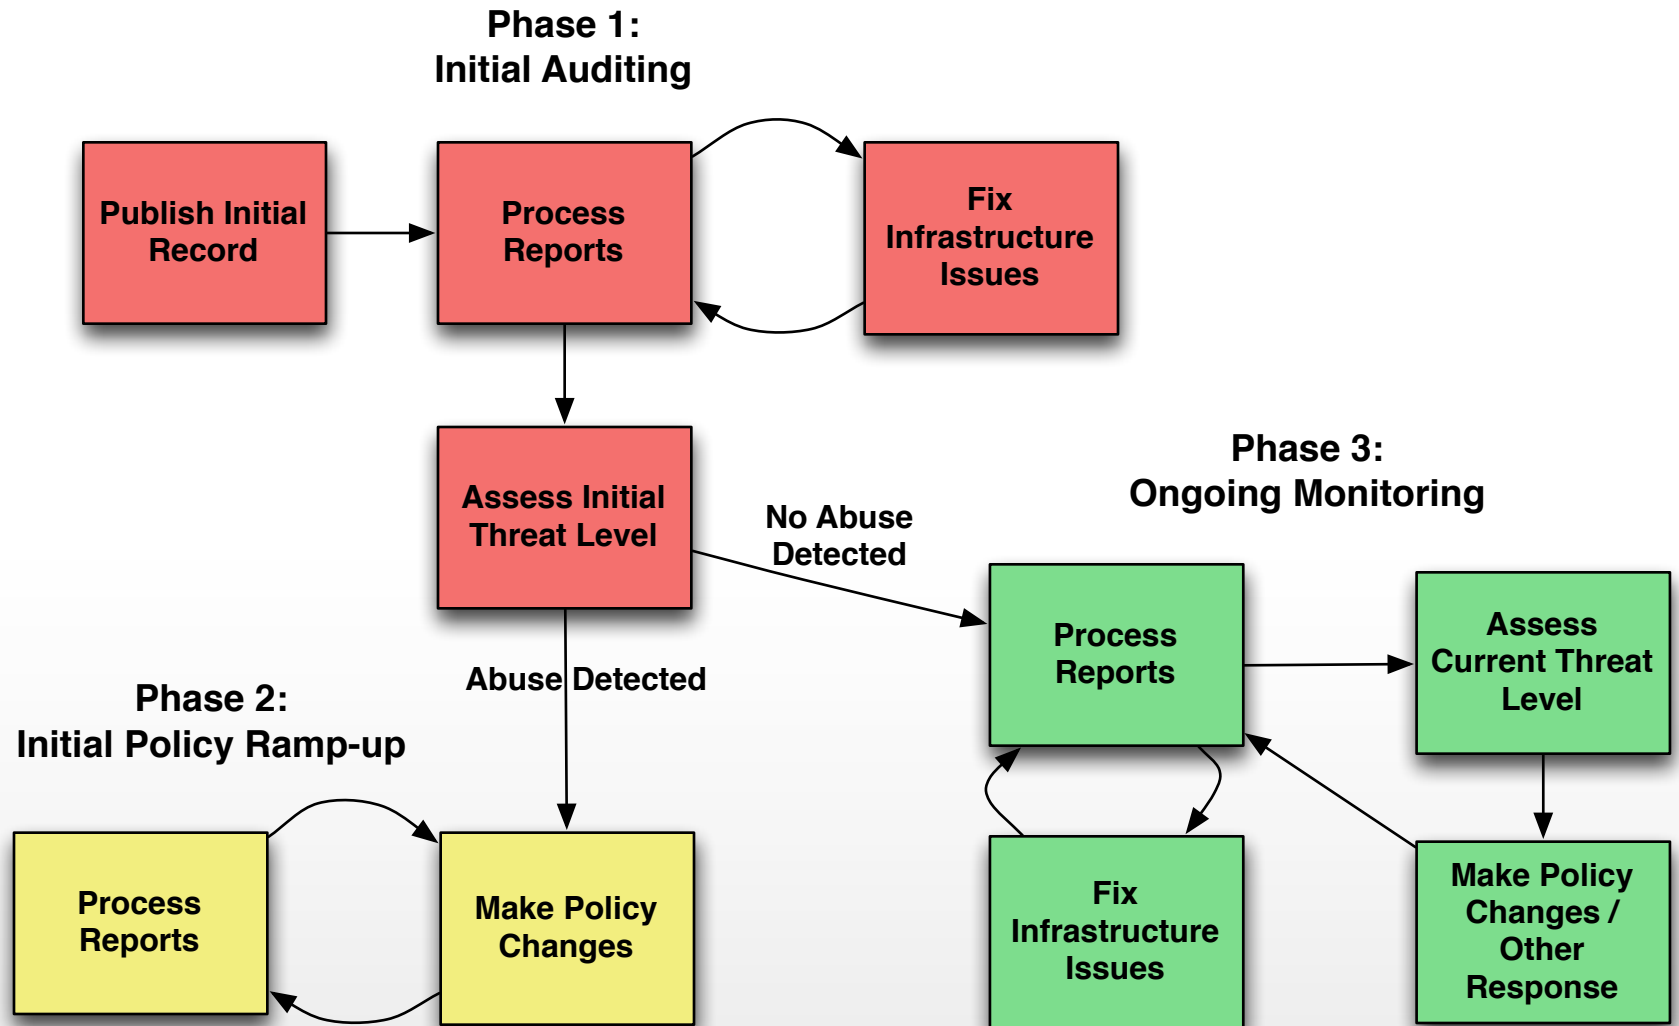 Phase 1:
Initial Auditing
Publish Initial
Record
Process
Reports
Fix
Infrastructure
Issues
Assess Initial
Threat Level
No Abuse
Detected
Abuse Detected
Phase 3:
Ongoing Monitoring
Process
Reports
Assess
Current Threat
Level
Phase 2:
Initial Policy Ramp-up
Process
Reports
Make Policy
Changes
Fix
Infrastructure
Issues
Make Policy
Changes /
Other
Response